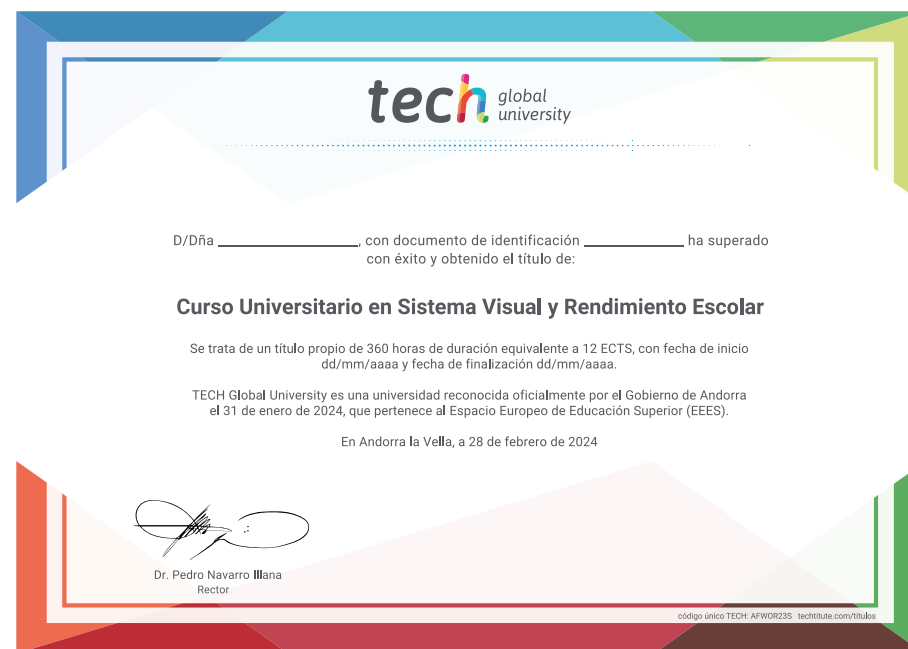 tech global university
D/Dña ________________, con documento de identificación ____________ ha superado
con éxito y obtenido el título de:
Curso Universitario en Sistema Visual y Rendimiento Escolar
Se trata de un título propio de 360 horas de duración equivalente a 12 ECTS, con fecha de inicio
dd/mm/aaaa y fecha de finalización dd/mm/aaaa.
TECH Global University es una universidad reconocida oficialmente por el Gobierno de Andorra
el 31 de enero de 2024, que pertenece al Espacio Europeo de Educación Superior (EEES).
En Andorra la Vella, a 28 de febrero de 2024
Dr. Pedro Navarro Illana
Rector
código único TECH: AFWOR23S techtitute.com/titulos